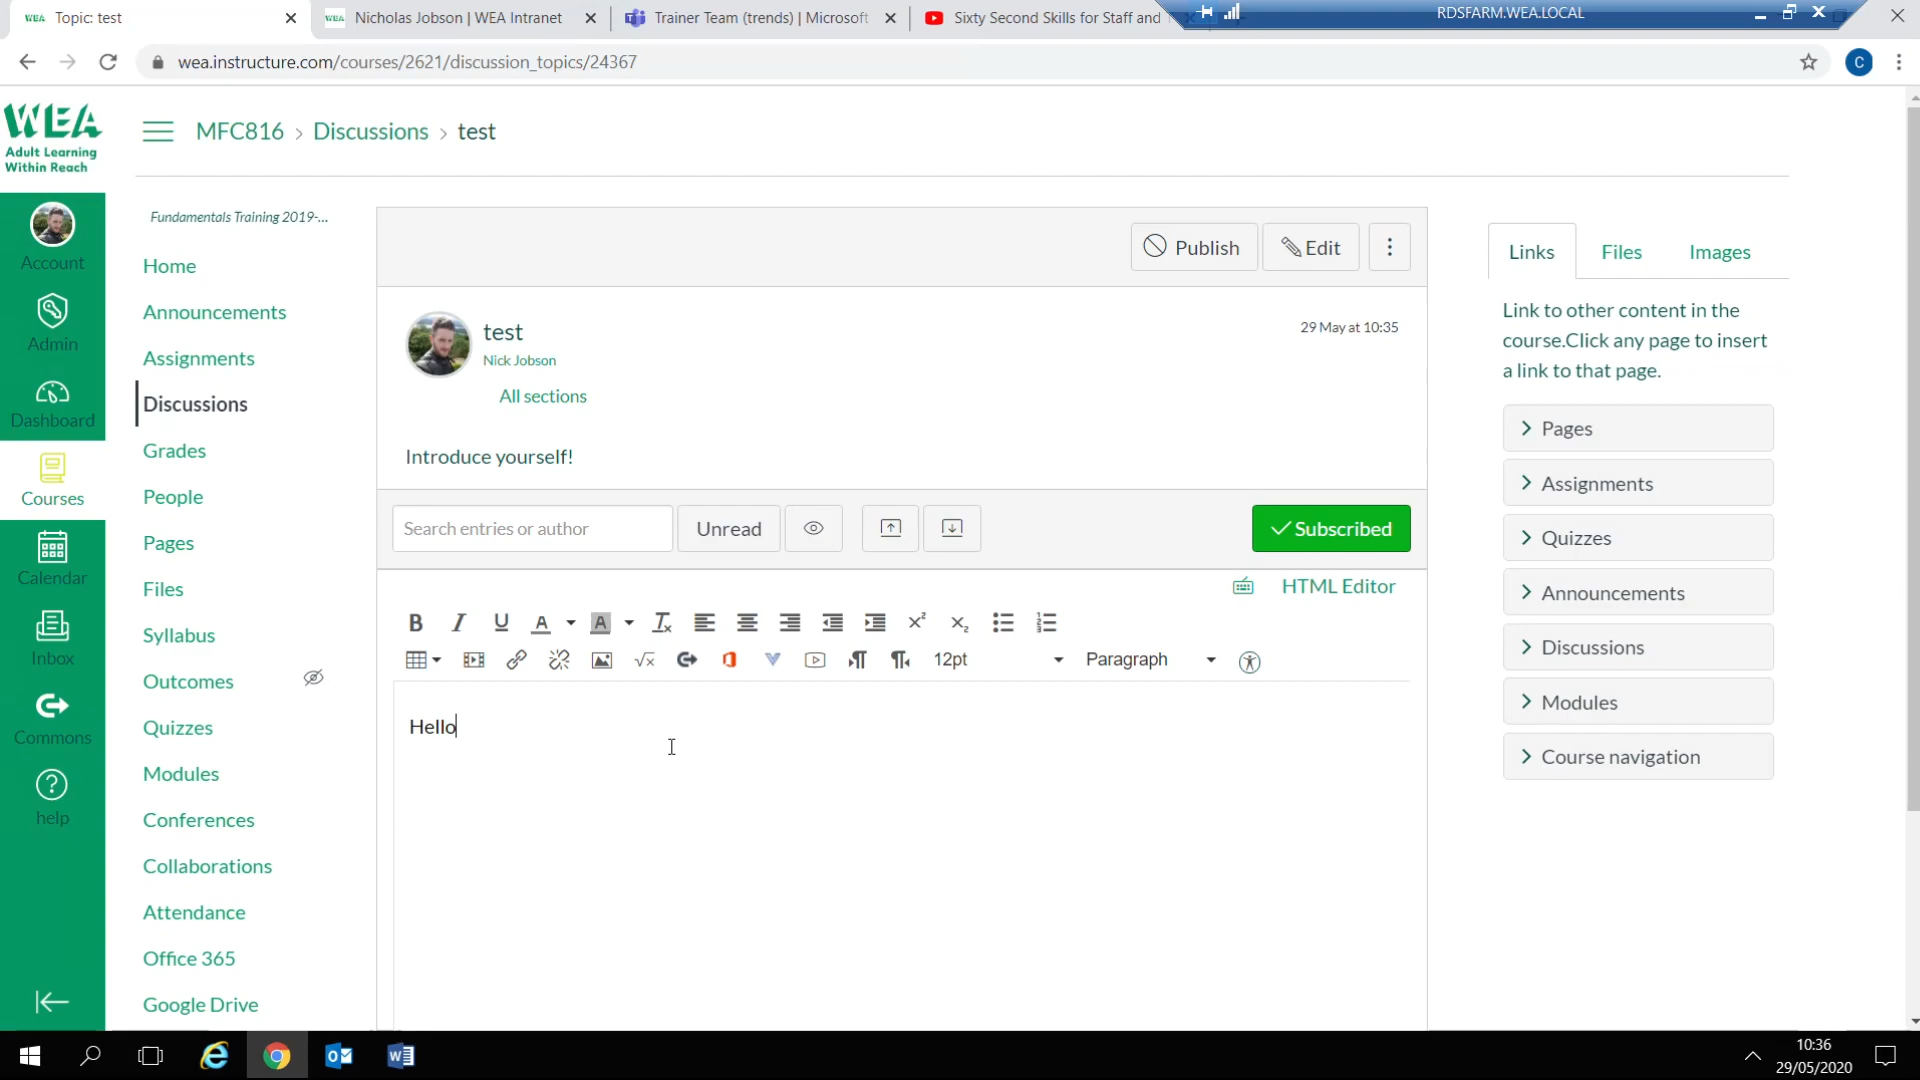 WEA Topic: test
WEA Nicholas Jobson | WEA Intranet
Trainer Team (trends) | Microsoft
Sixty Second Skills for Staff and
RDSFARM.WEA.LOCAL
wea.instructure.com/courses/2621/discussion_topics/24367
C
WEA
Adult Learning
Within Reach
MFC816 > Discussions > test
Account
Admin
Dashboard
Courses
Calendar
Inbox
Commons
help
Fundamentals Training 2019-...
Home
Announcements
Assignments
Discussions
Grades
People
Pages
Files
Syllabus
Outcomes
Quizzes
Modules
Conferences
Collaborations
Attendance
Office 365
Google Drive
Publish Edit
test
Nick Jobson
All sections
29 May at 10:35
Introduce yourself!
Search entries or author Unread Subscribed
HTML Editor
12pt Paragraph
Hello
Links Files Images
Link to other content in the
course.Click any page to insert
a link to that page.
Pages
Assignments
Quizzes
Announcements
Discussions
Modules
Course navigation
10:36
29/05/2020